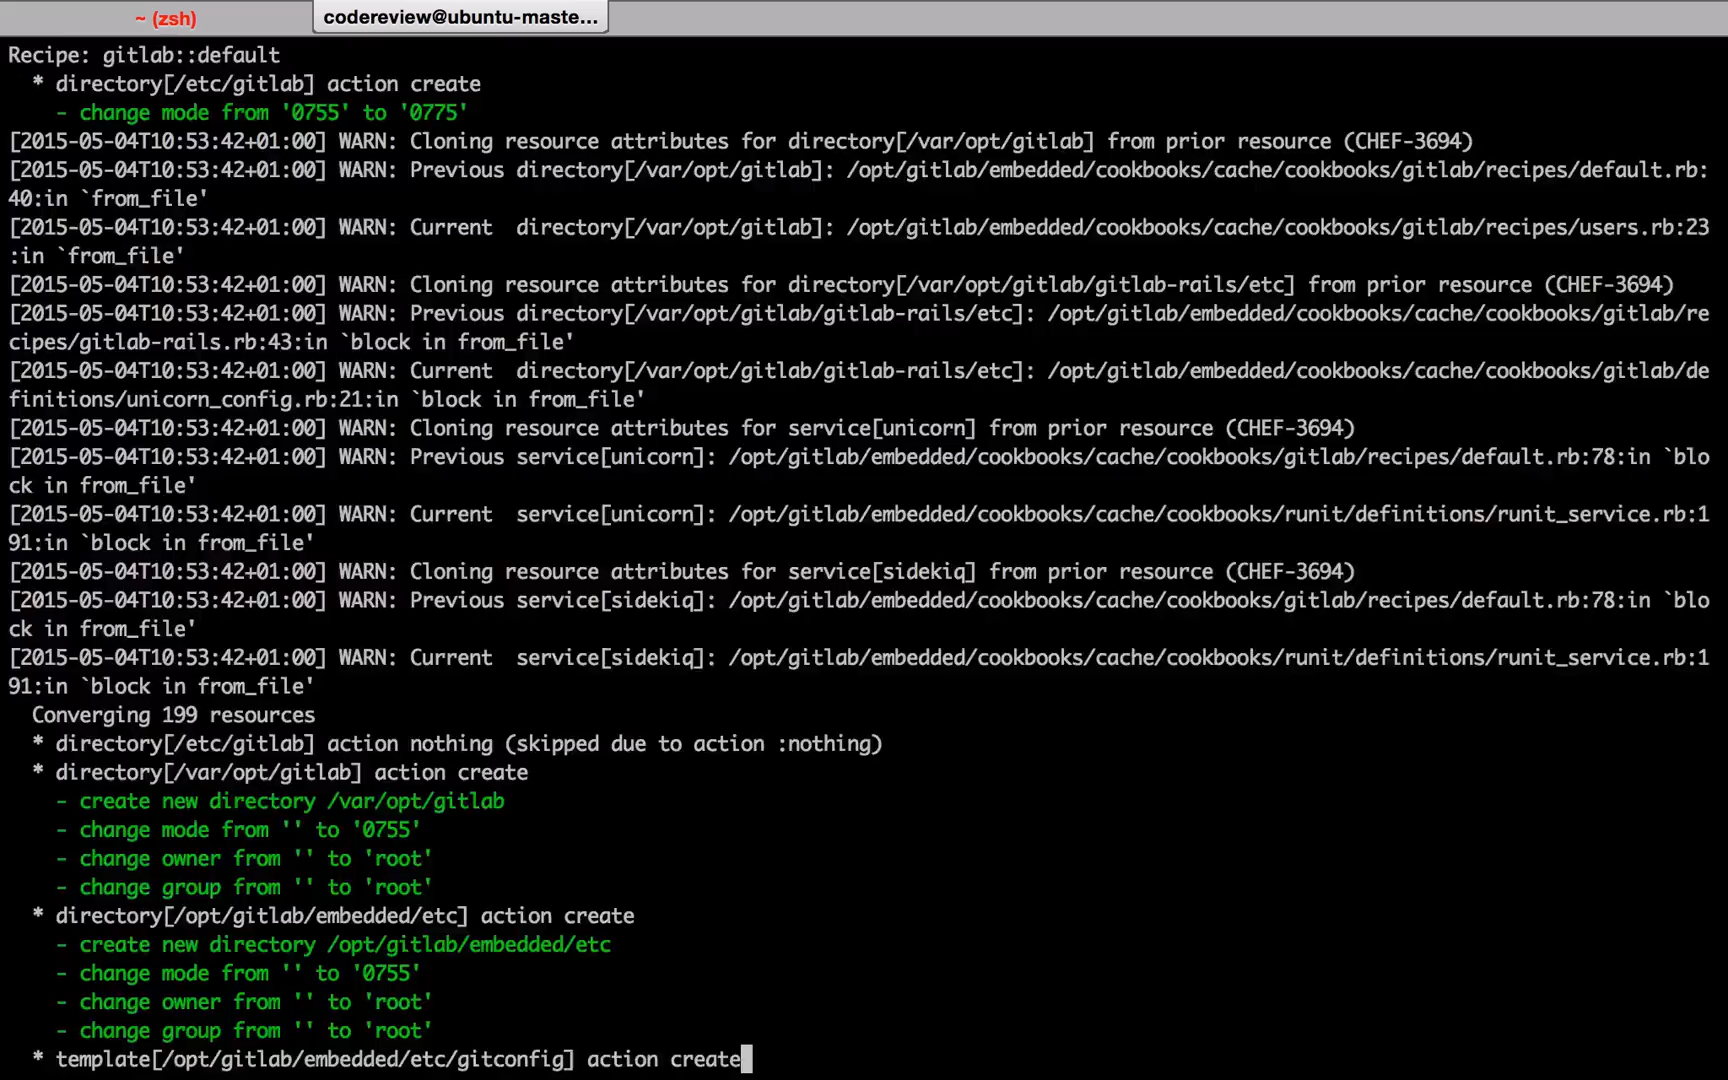 ~ (zsh)
codereview@ubuntu-maste...
Recipe: gitlab::default
  * directory[/etc/gitlab] action create
    - change mode from '0755' to '0775'
[2015-05-04T10:53:42+01:00] WARN: Cloning resource attributes for directory[/var/opt/gitlab] from prior resource (CHEF-3694)
[2015-05-04T10:53:42+01:00] WARN: Previous directory[/var/opt/gitlab]: /opt/gitlab/embedded/cookbooks/cache/cookbooks/gitlab/recipes/default.rb:
40:in `from_file'
[2015-05-04T10:53:42+01:00] WARN: Current  directory[/var/opt/gitlab]: /opt/gitlab/embedded/cookbooks/cache/cookbooks/gitlab/recipes/users.rb:23
:in `from_file'
[2015-05-04T10:53:42+01:00] WARN: Cloning resource attributes for directory[/var/opt/gitlab/gitlab-rails/etc] from prior resource (CHEF-3694)
[2015-05-04T10:53:42+01:00] WARN: Previous directory[/var/opt/gitlab/gitlab-rails/etc]: /opt/gitlab/embedded/cookbooks/cache/cookbooks/gitlab/re
cipes/gitlab-rails.rb:43:in `block in from_file'
[2015-05-04T10:53:42+01:00] WARN: Current  directory[/var/opt/gitlab/gitlab-rails/etc]: /opt/gitlab/embedded/cookbooks/cache/cookbooks/gitlab/de
finitions/unicorn_config.rb:21:in `block in from_file'
[2015-05-04T10:53:42+01:00] WARN: Cloning resource attributes for service[unicorn] from prior resource (CHEF-3694)
[2015-05-04T10:53:42+01:00] WARN: Previous service[unicorn]: /opt/gitlab/embedded/cookbooks/cache/cookbooks/gitlab/recipes/default.rb:78:in `blo
ck in from_file'
[2015-05-04T10:53:42+01:00] WARN: Current  service[unicorn]: /opt/gitlab/embedded/cookbooks/cache/cookbooks/runit/definitions/runit_service.rb:1
91:in `block in from_file'
[2015-05-04T10:53:42+01:00] WARN: Cloning resource attributes for service[sidekiq] from prior resource (CHEF-3694)
[2015-05-04T10:53:42+01:00] WARN: Previous service[sidekiq]: /opt/gitlab/embedded/cookbooks/cache/cookbooks/gitlab/recipes/default.rb:78:in `blo
ck in from_file'
[2015-05-04T10:53:42+01:00] WARN: Current  service[sidekiq]: /opt/gitlab/embedded/cookbooks/cache/cookbooks/runit/definitions/runit_service.rb:1
91:in `block in from_file'
  Converging 199 resources
  * directory[/etc/gitlab] action nothing (skipped due to action :nothing)
  * directory[/var/opt/gitlab] action create
    - create new directory /var/opt/gitlab
    - change mode from '' to '0755'
    - change owner from '' to 'root'
    - change group from '' to 'root'
  * directory[/opt/gitlab/embedded/etc] action create
    - create new directory /opt/gitlab/embedded/etc
    - change mode from '' to '0755'
    - change owner from '' to 'root'
    - change group from '' to 'root'
  * template[/opt/gitlab/embedded/etc/gitconfig] action create